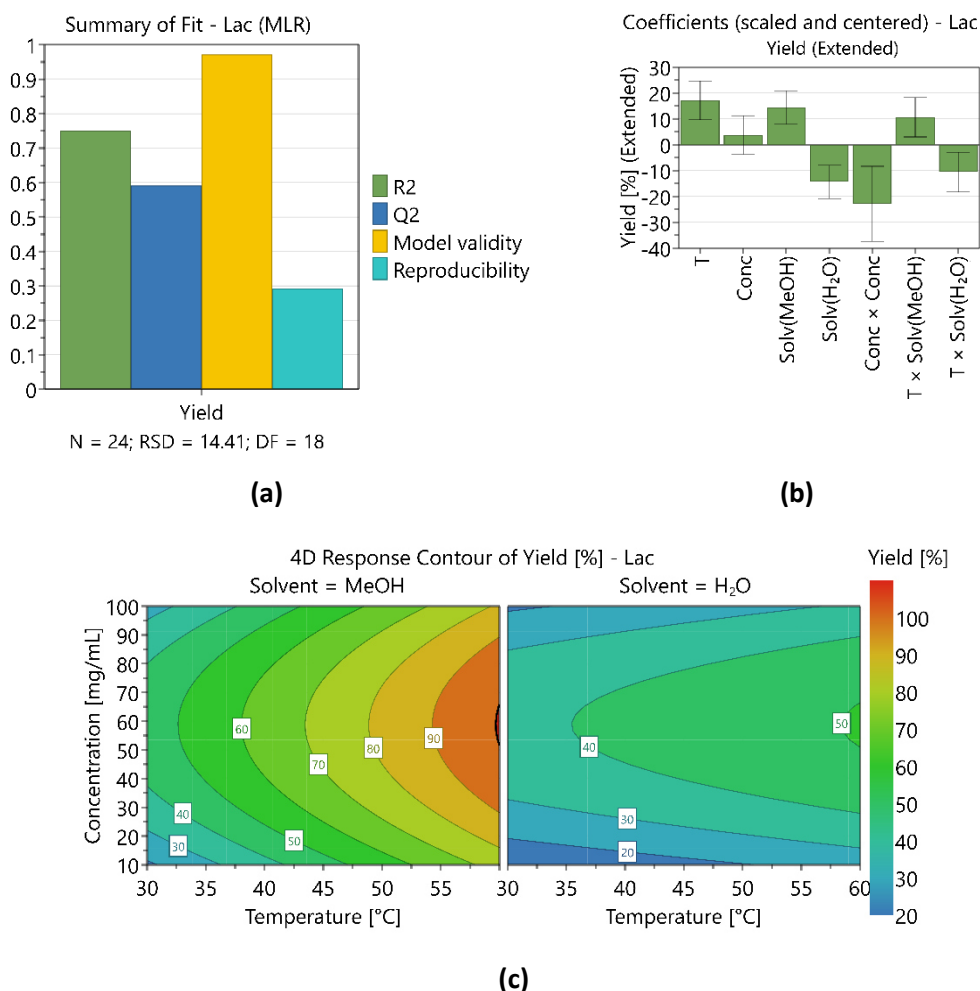 Summary of Fit - Lac (MLR)
1
0.9
0.8
0.7
0.6
0.5
0.4
0.3
0.2
0.1
0
Yield
N = 24; RSD = 14.41; DF = 18
R2
Q2
Model validity
Reproducibility
(a)
Coefficients (scaled and centered) - Lac
Yield (Extended)
Yield [%] (Extended)
30
20
10
0
-10
-20
-30
-40
T
Conc
Solv(MeOH)
Solv(H₂O)
Conc × Conc
T × Solv(MeOH)
T × Solv(H₂O)
(b)
4D Response Contour of Yield [%] - Lac
Solvent = MeOH
Solvent = H₂O
Yield [%]
Concentration [mg/mL]
100
90
80
70
60
50
40
30
20
10
60
70
80
90
40
30
50
30 35 40 45 50 55
Temperature [°C]
50
40
30
20
30 35 40 45 50 55 60
Temperature [°C]
100
90
80
70
60
50
40
30
20
(c)